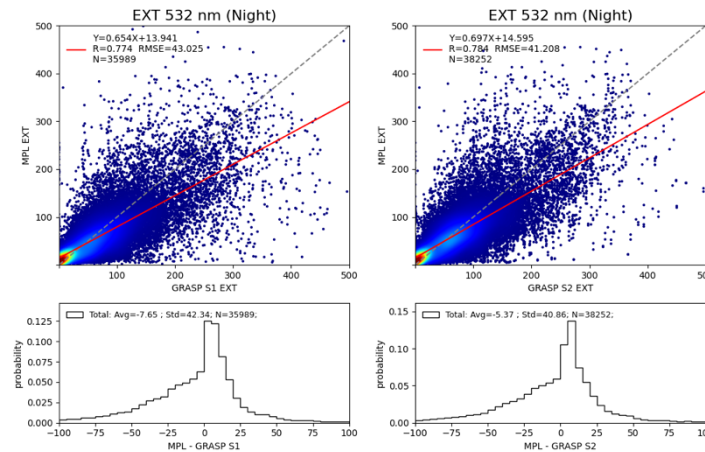 EXT 532 nm (Night)
Y=0.654X+13.941
R=0.774 RMSE=43.025
N=35989
500
400
300
200
100
MPL EXT
100
200
300
400
500
GRASP S1 EXT
EXT 532 nm (Night)
Y=0.697X+14.595
R=0.784 RMSE=41.208
N=38252
500
400
300
200
100
MPL EXT
100
200
300
400
500
GRASP S2 EXT
Total: Avg=-7.65 ; Std=42.34; N=35989;
0.125
0.100
0.075
0.050
0.025
0.000
probability
−100
−75
−50
−25
0
25
50
75
100
MPL - GRASP S1
Total: Avg=-5.37 ; Std=40.86; N=38252;
0.15
0.10
0.05
0.00
probability
−100
−75
−50
−25
0
25
50
75
100
MPL - GRASP S2